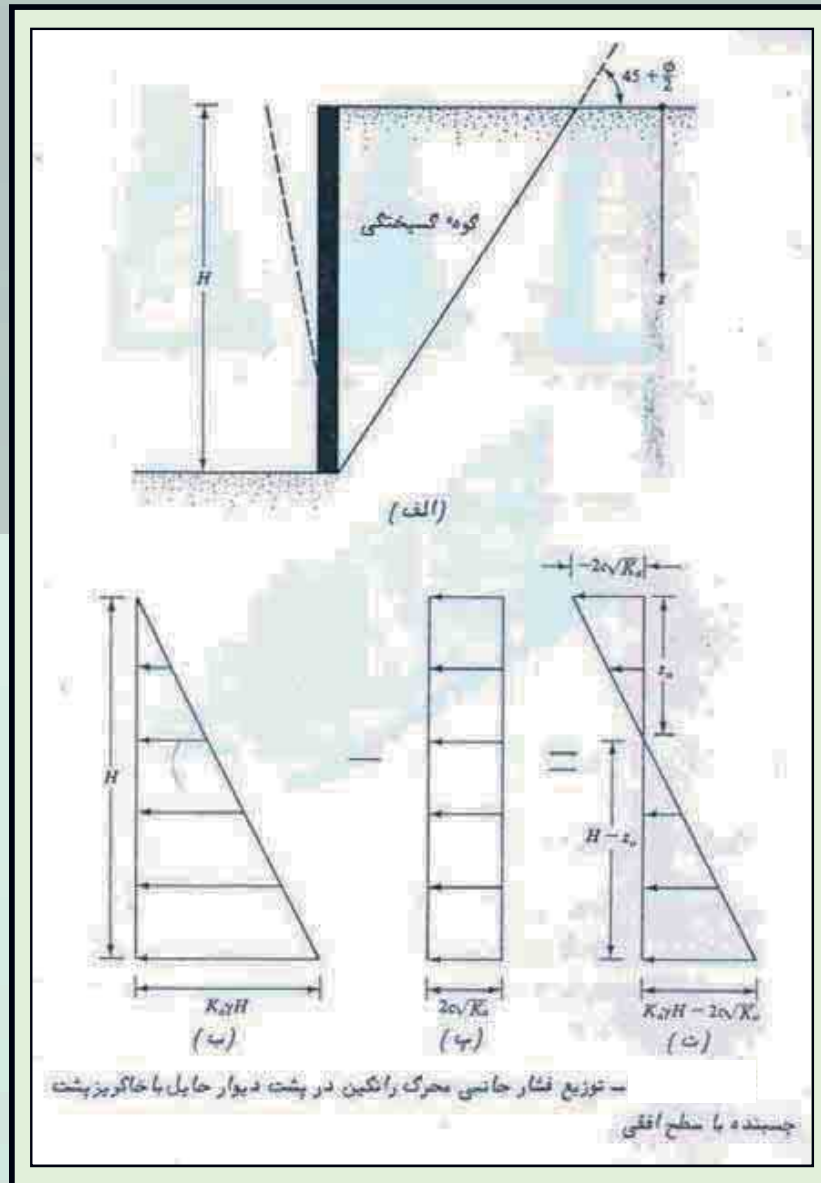 45 + φ/2
گوه گسیختگی
H
z
(الف)
-2c√Kₐ
H
zₒ
H - zₒ
KₐγH
2c√Kₐ
KₐγH - 2c√Kₐ
(ب)
(پ)
(ت)
– توزیع فشار جانبی محرک رانکین در پشت دیوار حایل با خاکریز پشت
چسبنده با سطح افقی